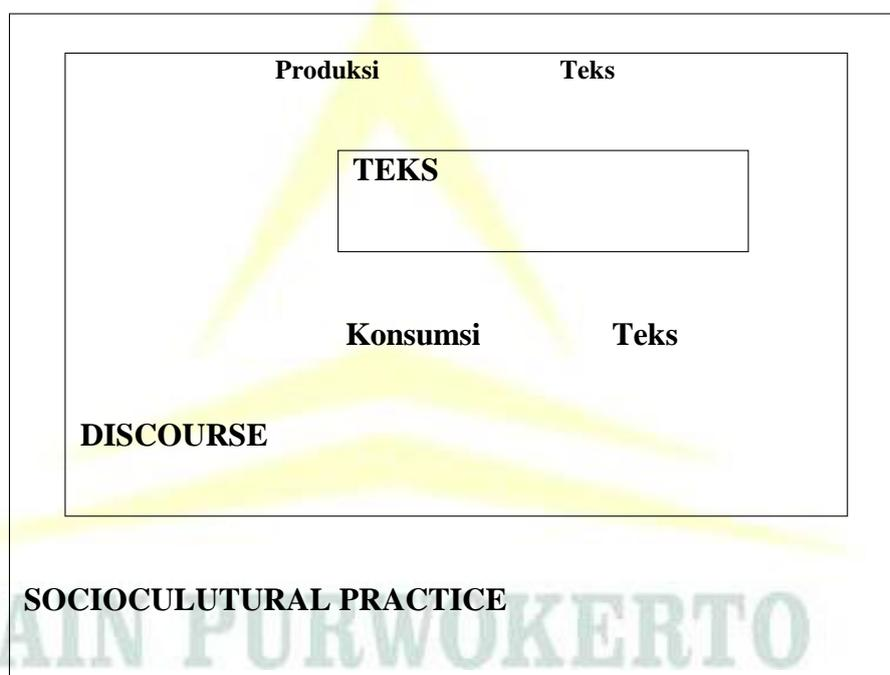 Produksi Teks
TEKS
Konsumsi Teks
DISCOURSE
SOCIOCULUTURAL PRACTICE
AIN PURWOKERTO